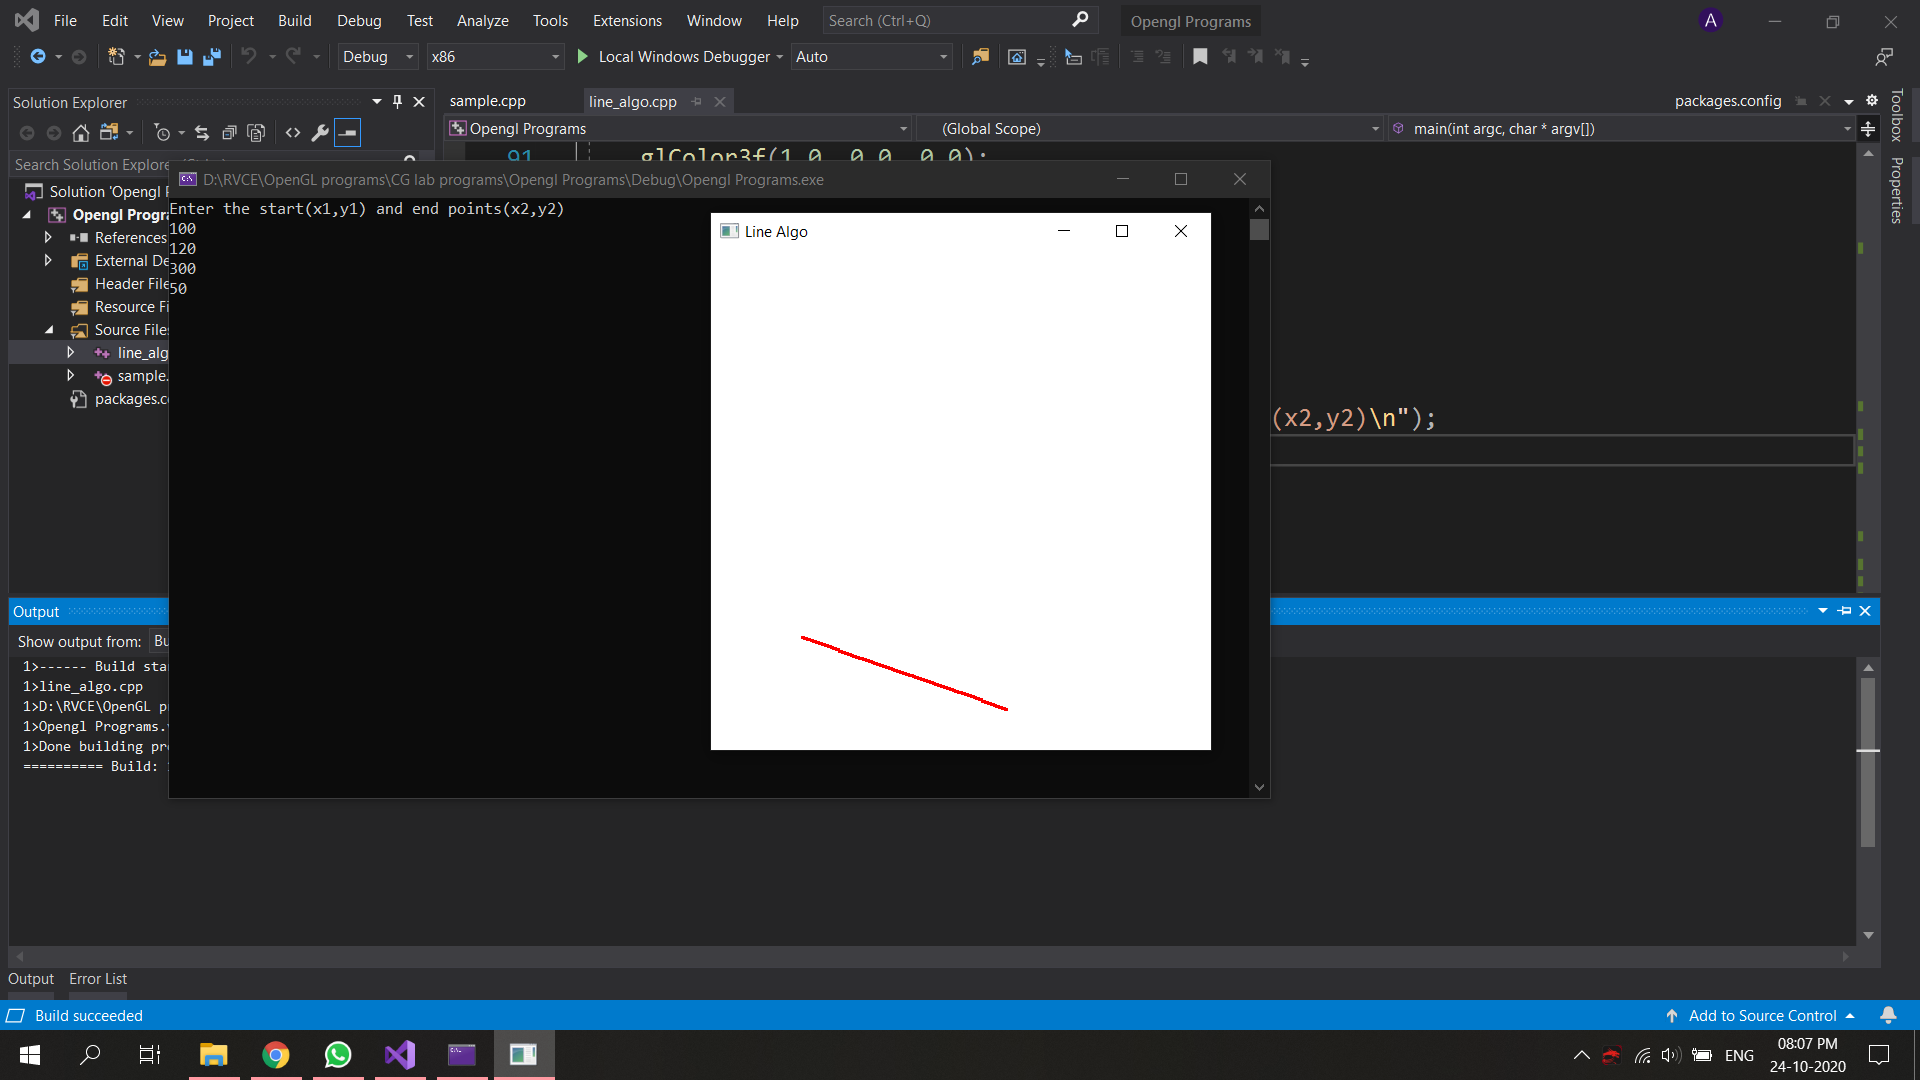 File Edit View Project Build Debug Test Analyze Tools Extensions Window Help Search (Ctrl+Q) Opengl Programs A
Debug x86 Local Windows Debugger Auto
Solution Explorer
Search Solution Explore
Solution 'Opengl P
Opengl Progra
References
External De
Header File
Resource Fi
Source Files
line_alg
sample.
packages.co
sample.cpp line_algo.cpp packages.config
Opengl Programs (Global Scope) main(int argc, char * argv[])
91 glColor3f(1.0, 0.0, 0.0);
D:\RVCE\OpenGL programs\CG lab programs\Opengl Programs\Debug\Opengl Programs.exe
Enter the start(x1,y1) and end points(x2,y2)
100
120
300
50
Line Algo
(x2,y2)\n");
Toolbox
Properties
Output
Show output from: Bu
1>------ Build sta
1>line_algo.cpp
1>D:\RVCE\OpenGL p
1>Opengl Programs.
1>Done building pr
========== Build:
Output Error List
Build succeeded Add to Source Control
ENG 08:07 PM
24-10-2020